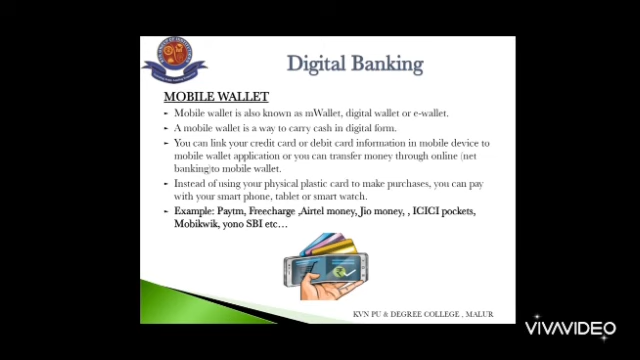 Digital Banking
MOBILE WALLET
► Mobile wallet is also known as mWallet, digital wallet or e-wallet.
► A mobile wallet is a way to carry cash in digital form.
► You can link your credit card or debit card information in mobile device to
mobile wallet application or you can transfer money through online (net
banking)to mobile wallet.
► Instead of using your physical plastic card to make purchases, you can pay
with your smart phone, tablet or smart watch.
► Example: Paytm, Freecharge ,Airtel money, Jio money, , ICICI pockets,
Mobikwik, yono SBI etc...
KVN PU & DEGREE COLLEGE , MALUR
VIVAVIDEO